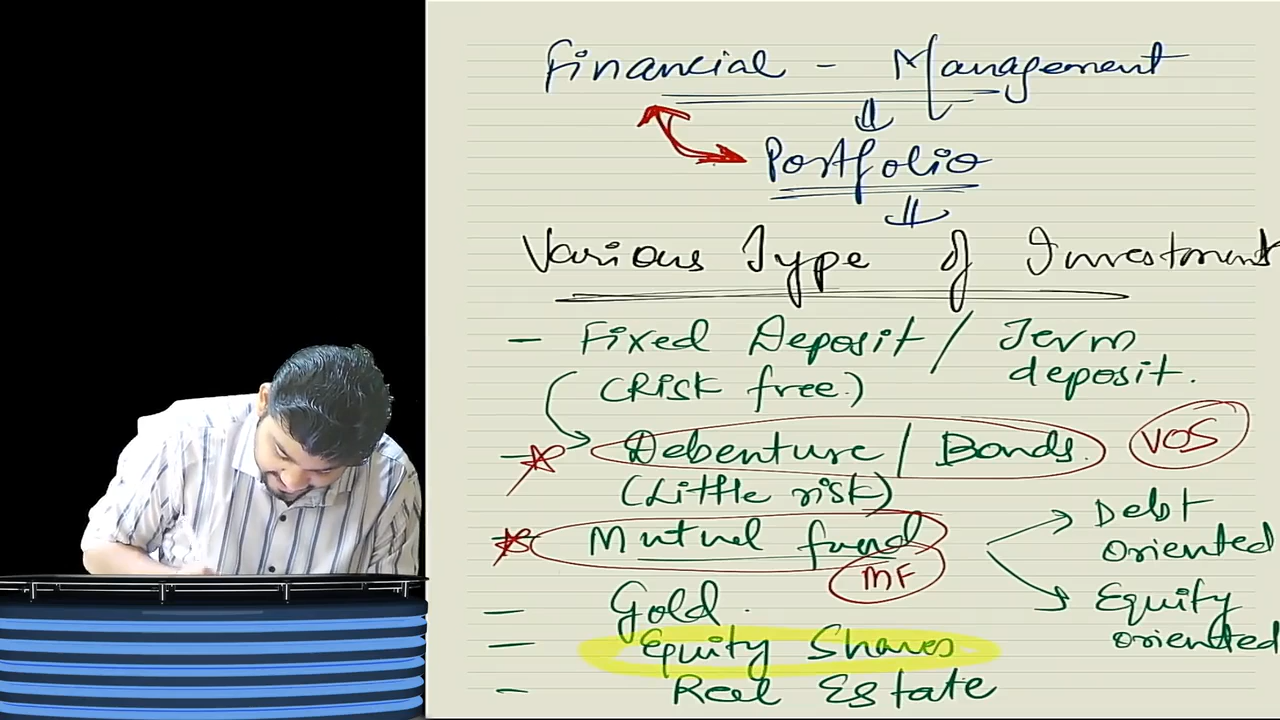 Financial - Management
Portfolio
Various Type of Investment
- Fixed Deposit / Term deposit.
(Risk free.)
- Debenture / Bonds. VOS
(Little risk)
- Mutual fund
MF
Debt oriented
Equity oriented
- Gold.
- Equity Shares
- Real Estate